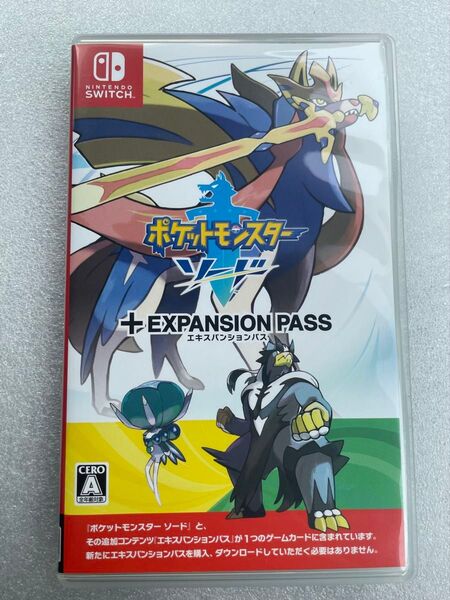 NINTENDO
SWITCH™
ポケットモンスター
ソード
+EXPANSION PASS
エキスパンションパス
CERO
A
全年齢対象
『ポケットモンスター ソード』と、
その追加コンテンツ『エキスパンションパス』が1つのゲームカードに含まれています。
新たにエキスパンションパスを購入、ダウンロードしていただく必要はありません。